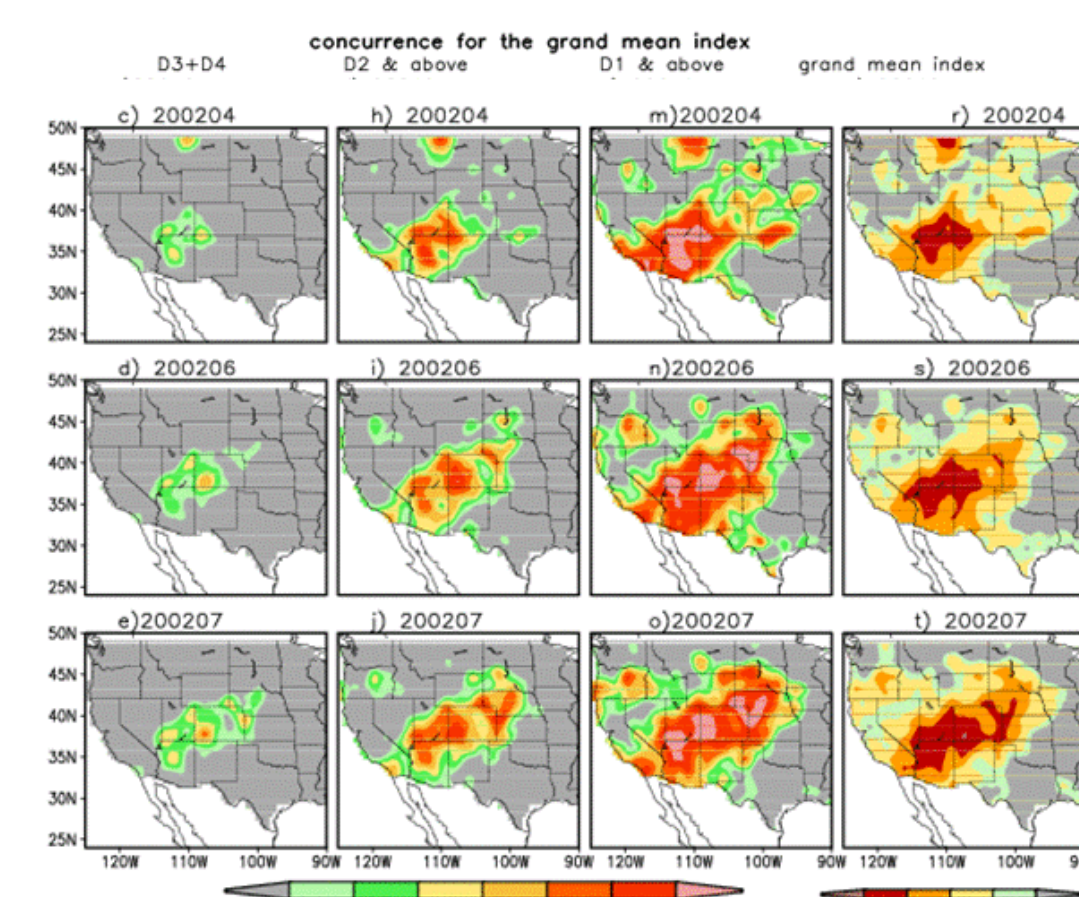 concurrence for the grand mean index
D3+D4 D2 & above D1 & above grand mean index
c) 200204 h) 200204 m)200204 r) 200204
50N
45N
40N
35N
30N
25N
d) 200206 i) 200206 n)200206 s) 200206
50N
45N
40N
35N
30N
25N
e)200207 j) 200207 o)200207 t) 200207
50N
45N
40N
35N
30N
25N
120W 110W 100W 90W 120W 110W 100W 90W 120W 110W 100W 90W 120W 110W 100W 9